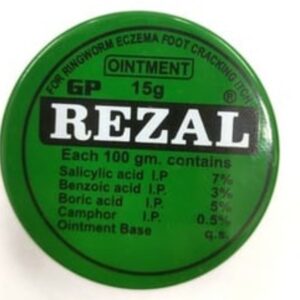 FOR RINGWORM ECZEMA FOOT CRACKING ITCH
OINTMENT
GP 15g
REZAL ®
Each 100 gm. contains
Salicylic acid I.P 7%
Benzoic acid I.P. 3%
Boric acid I.P. 5%
Camphor I.P. 0.5%
Ointment Base q.s.